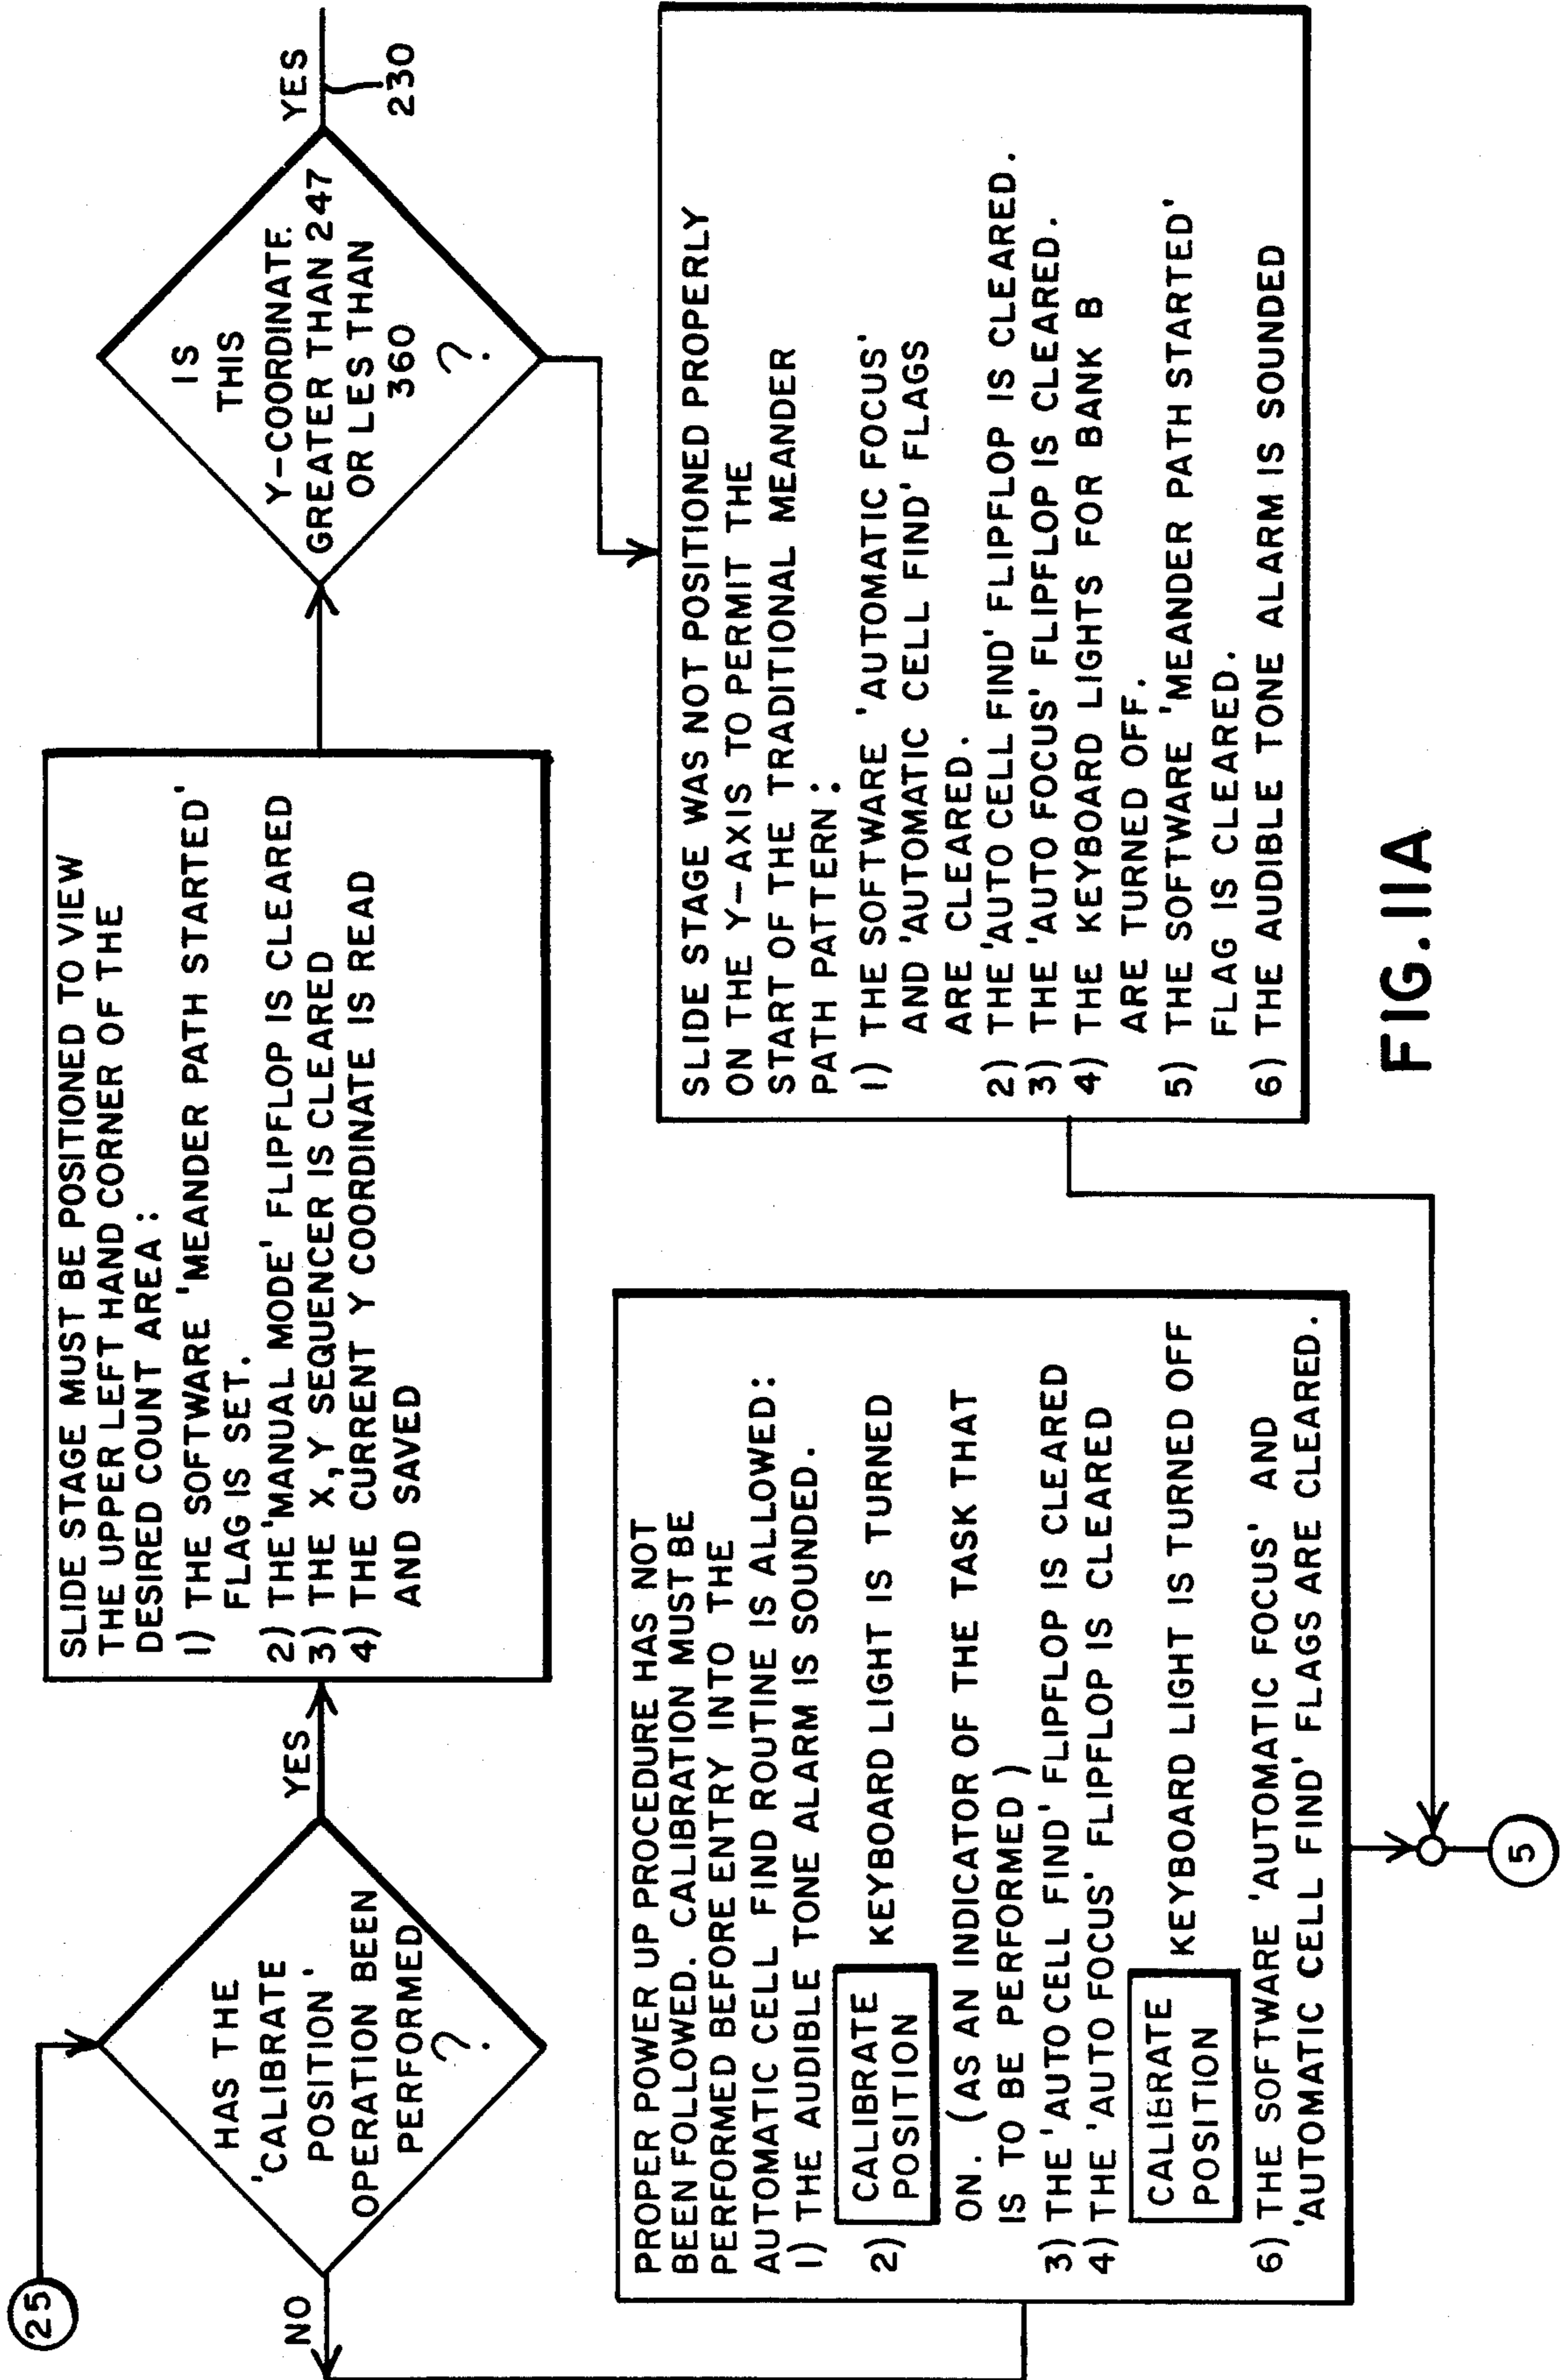 25
HAS THE
'CALIBRATE
POSITION'
OPERATION BEEN
PERFORMED
?
NO
YES
SLIDE STAGE MUST BE POSITIONED TO VIEW
THE UPPER LEFT HAND CORNER OF THE
DESIRED COUNT AREA :
1) THE SOFTWARE 'MEANDER PATH STARTED'
FLAG IS SET.
2) THE 'MANUAL MODE' FLIPFLOP IS CLEARED
3) THE X,Y SEQUENCER IS CLEARED
4) THE CURRENT Y COORDINATE IS READ
AND SAVED
IS
THIS
Y-COORDINATE.
GREATER THAN 247
OR LES THAN
360
?
YES
230
PROPER POWER UP PROCEDURE HAS NOT
BEEN FOLLOWED. CALIBRATION MUST BE
PERFORMED BEFORE ENTRY INTO THE
AUTOMATIC CELL FIND ROUTINE IS ALLOWED:
1) THE AUDIBLE TONE ALARM IS SOUNDED.
2) CALIBRATE POSITION KEYBOARD LIGHT IS TURNED
ON. (AS AN INDICATOR OF THE TASK THAT
IS TO BE PERFORMED)
3) THE 'AUTO CELL FIND' FLIPFLOP IS CLEARED
4) THE 'AUTO FOCUS' FLIPFLOP IS CLEARED
CALIBRATE POSITION KEYBOARD LIGHT IS TURNED OFF
6) THE SOFTWARE 'AUTOMATIC FOCUS' AND
'AUTOMATIC CELL FIND' FLAGS ARE CLEARED.
SLIDE STAGE WAS NOT POSITIONED PROPERLY
ON THE Y-AXIS TO PERMIT THE
START OF THE TRADITIONAL MEANDER
PATH PATTERN :
1) THE SOFTWARE 'AUTOMATIC FOCUS'
AND 'AUTOMATIC CELL FIND' FLAGS
ARE CLEARED.
2) THE 'AUTO CELL FIND' FLIPFLOP IS CLEARED.
3) THE 'AUTO FOCUS' FLIPFLOP IS CLEARED.
4) THE KEYBOARD LIGHTS FOR BANK B
ARE TURNED OFF.
5) THE SOFTWARE 'MEANDER PATH STARTED'
FLAG IS CLEARED.
6) THE AUDIBLE TONE ALARM IS SOUNDED
5
FIG.11A